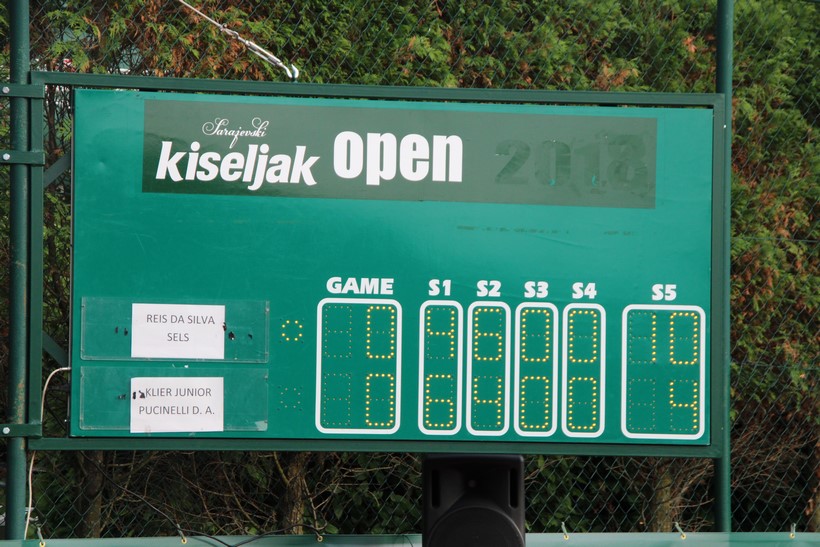 Sarajevski
kiseljak open 2013
GAME S1 S2 S3 S4 S5
REIS DA SILVA
SELS
0 4 6 0 0 10
KLIER JUNIOR
PUCINELLI D. A.
0 6 4 0 0 4